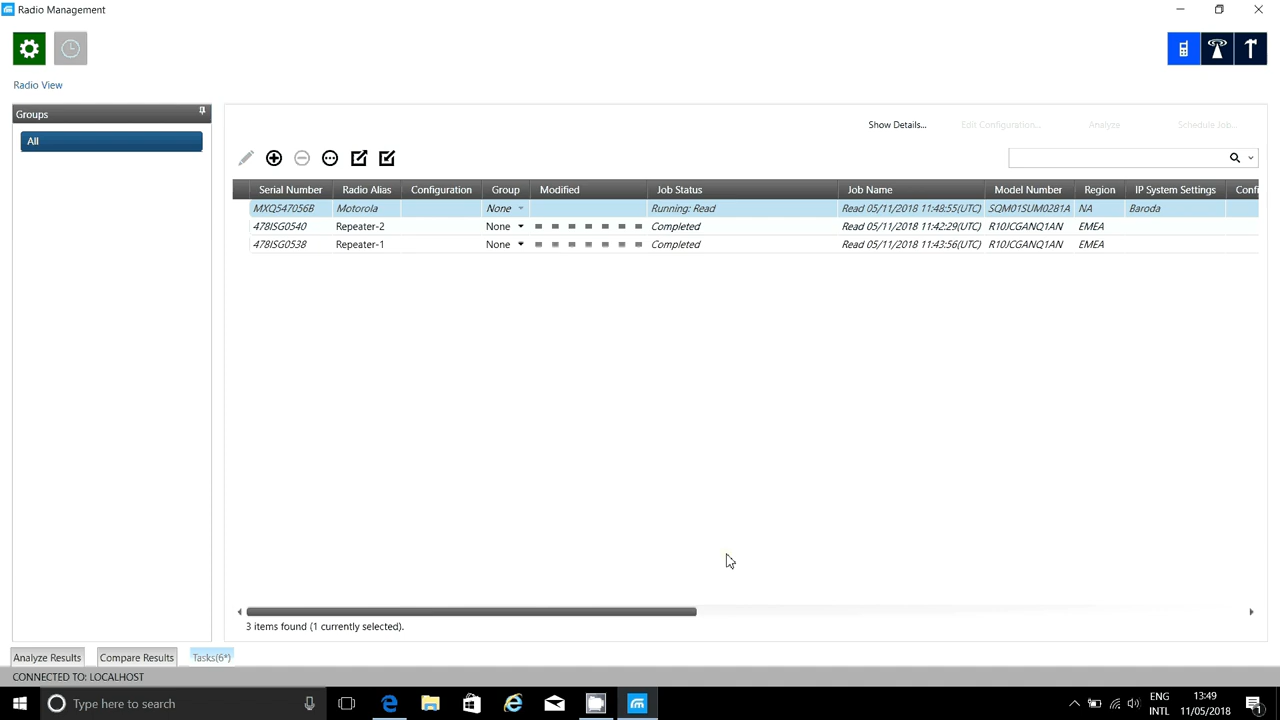 Radio Management
Radio View
Groups
All
Show Details... Edit Configuration... Analyze Schedule Job...
Serial Number Radio Alias Configuration Group Modified Job Status Job Name Model Number Region IP System Settings Confi
MXQ547056B Motorola None Running: Read Read 05/11/2018 11:48:55(UTC) SQM01SUM0281A NA Baroda
478ISG0540 Repeater-2 None Completed Read 05/11/2018 11:42:29(UTC) R10JCGANQ1AN EMEA
478ISG0538 Repeater-1 None Completed Read 05/11/2018 11:43:56(UTC) R10JCGANQ1AN EMEA
3 items found (1 currently selected).
Analyze Results Compare Results Tasks(6*)
CONNECTED TO: LOCALHOST
Type here to search
ENG 13:49
INTL 11/05/2018
1